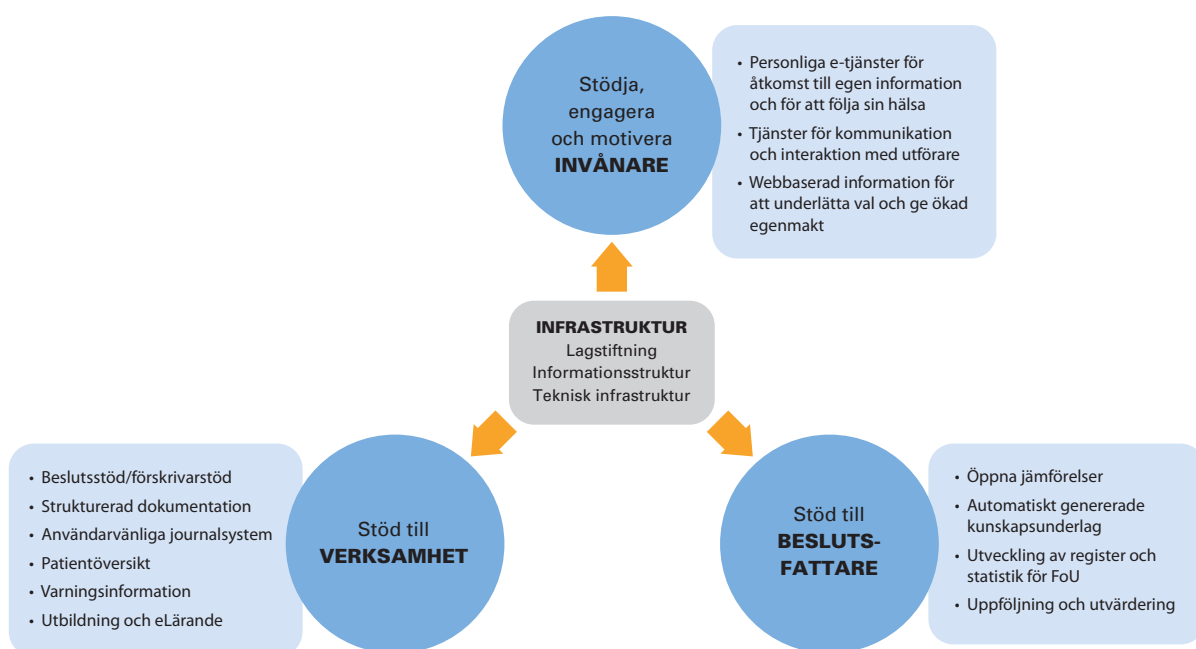 Stödja,
engagera
och motivera
INVÅNARE
• Personliga e-tjänster för
åtkomst till egen information
och för att följa sin hälsa
• Tjänster för kommunikation
och interaktion med utförare
• Webbaserad information för
att underlätta val och ge ökad
egenmakt
INFRASTRUKTUR
Lagstiftning
Informationsstruktur
Teknisk infrastruktur
• Beslutsstöd/förskrivarstöd
• Strukturerad dokumentation
• Användarvänliga journalsystem
• Patientöversikt
• Varningsinformation
• Utbildning och eLärande
Stöd till
VERKSAMHET
Stöd till
BESLUTS-
FATTARE
• Öppna jämförelser
• Automatiskt genererade
kunskapsunderlag
• Utveckling av register och
statistik för FoU
• Uppföljning och utvärdering